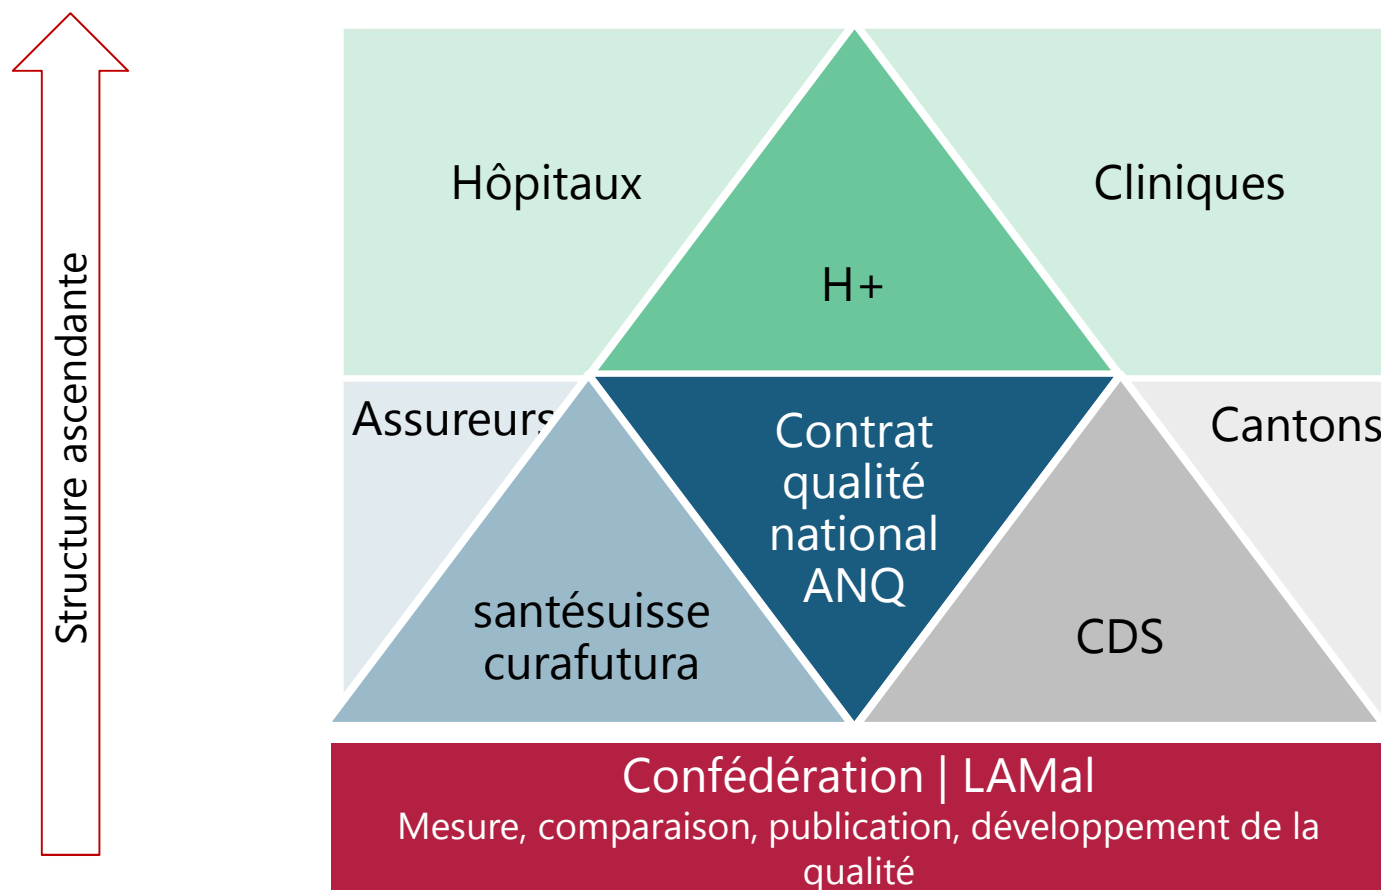 Structure ascendante
Hôpitaux
Cliniques
H+
Assureurs
Contrat
qualité
national
ANQ
Cantons
santésuisse
curafutura
CDS
Confédération | LAMal
Mesure, comparaison, publication, développement de la
qualité